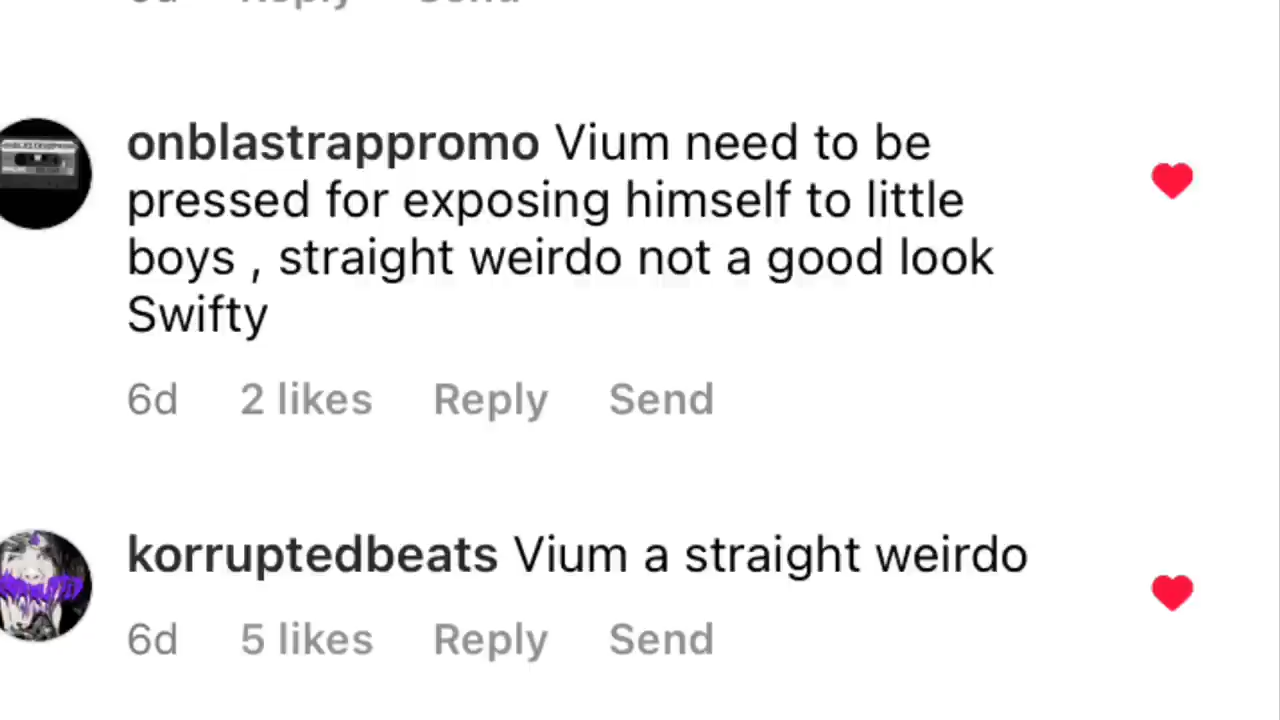 onblastrappromo Vium need to be
pressed for exposing himself to little
boys , straight weirdo not a good look
Swifty
6d 2 likes Reply Send
korruptedbeats Vium a straight weirdo
6d 5 likes Reply Send